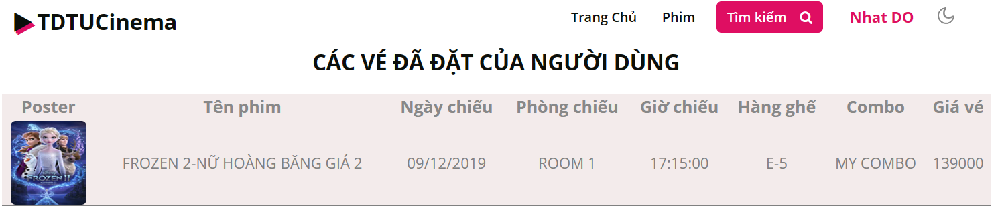 TDTUCinema
Trang Chủ Phim Tìm kiếm Nhat DO
CÁC VÉ ĐÃ ĐẶT CỦA NGƯỜI DÙNG
Poster Tên phim Ngày chiếu Phòng chiếu Giờ chiếu Hàng ghế Combo Giá vé
FROZEN 2-NỮ HOÀNG BĂNG GIÁ 2 09/12/2019 ROOM 1 17:15:00 E-5 MY COMBO 139000
FROZEN II